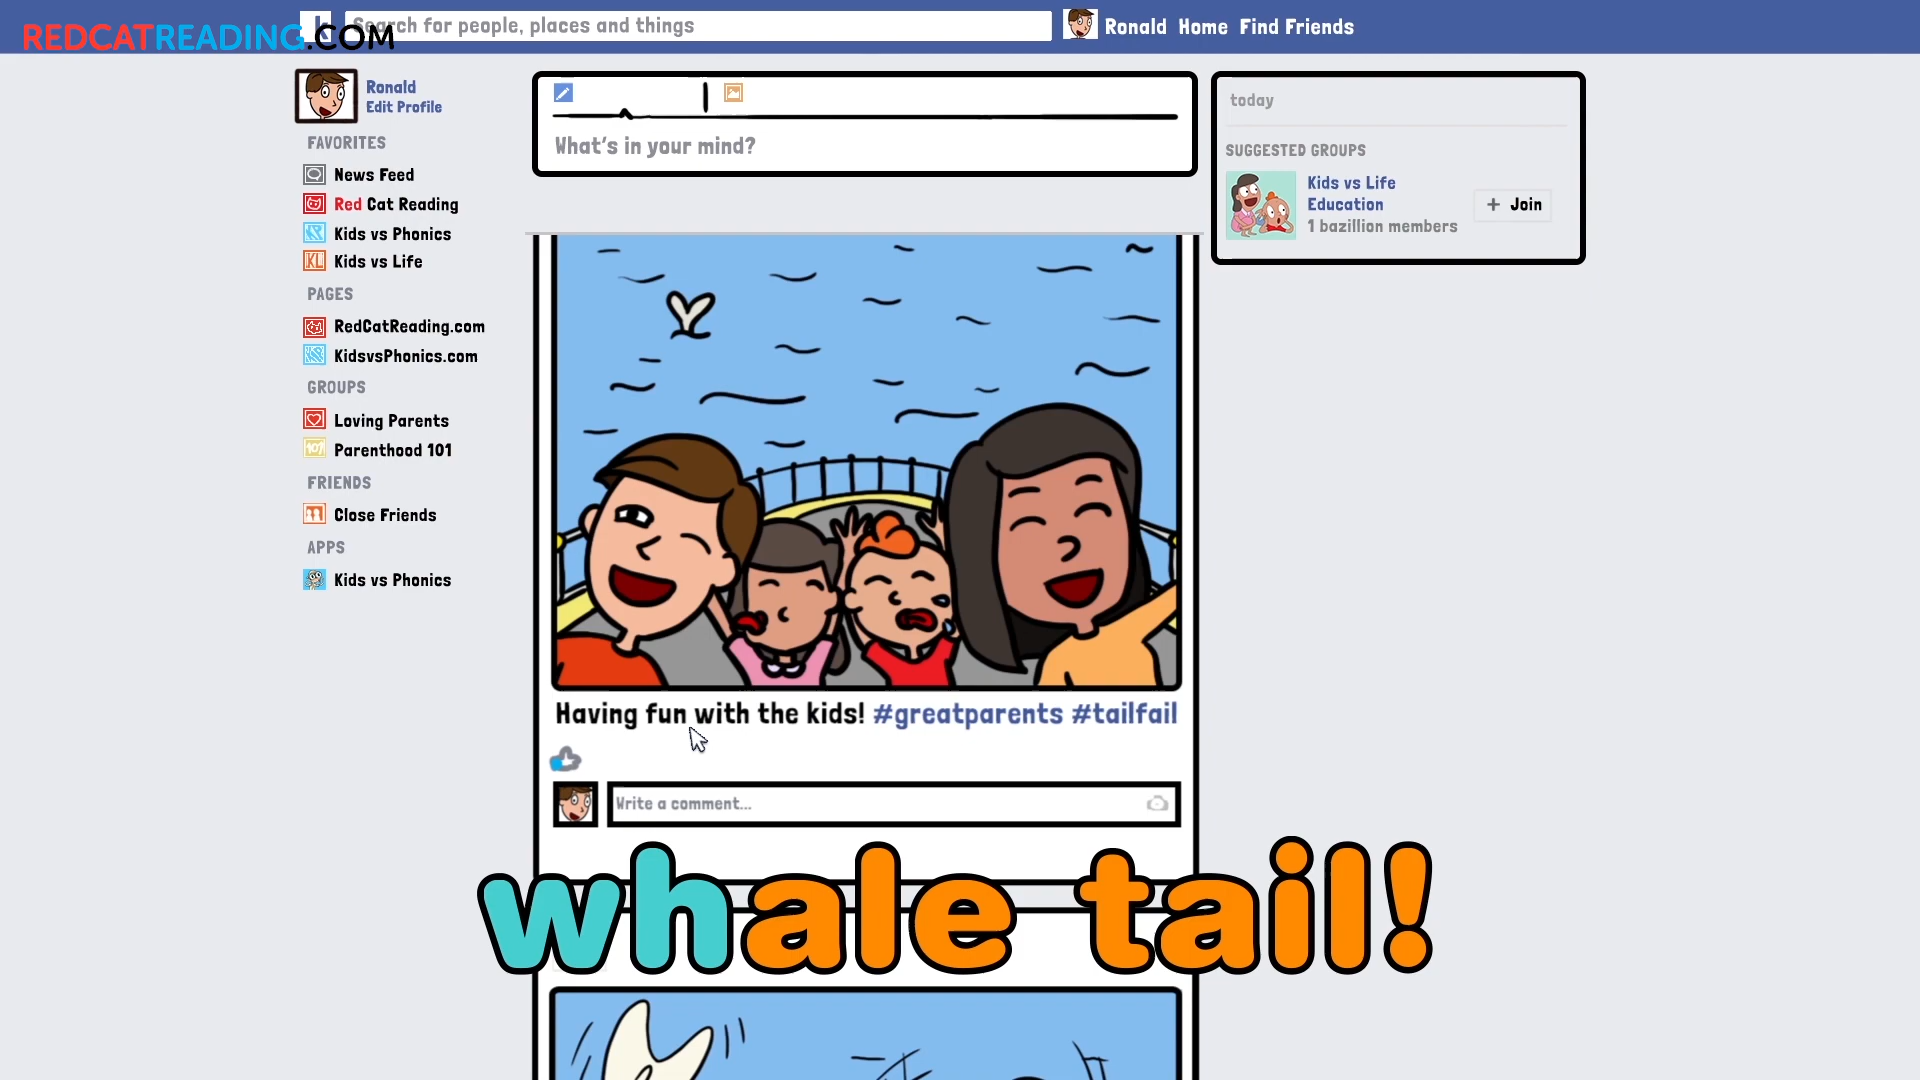 REDCATREADING.COM
Search for people, places and things
Ronald Home Find Friends
Ronald
Edit Profile
FAVORITES
News Feed
Red Cat Reading
Kids vs Phonics
KL Kids vs Life
PAGES
RedCatReading.com
KidsvsPhonics.com
GROUPS
Loving Parents
101 Parenthood 101
FRIENDS
Close Friends
APPS
Kids vs Phonics
What's in your mind?
Having fun with the kids! #greatparents #tailfail
Write a comment...
today
SUGGESTED GROUPS
Kids vs Life
Education
1 bazillion members
+ Join
whale tail!